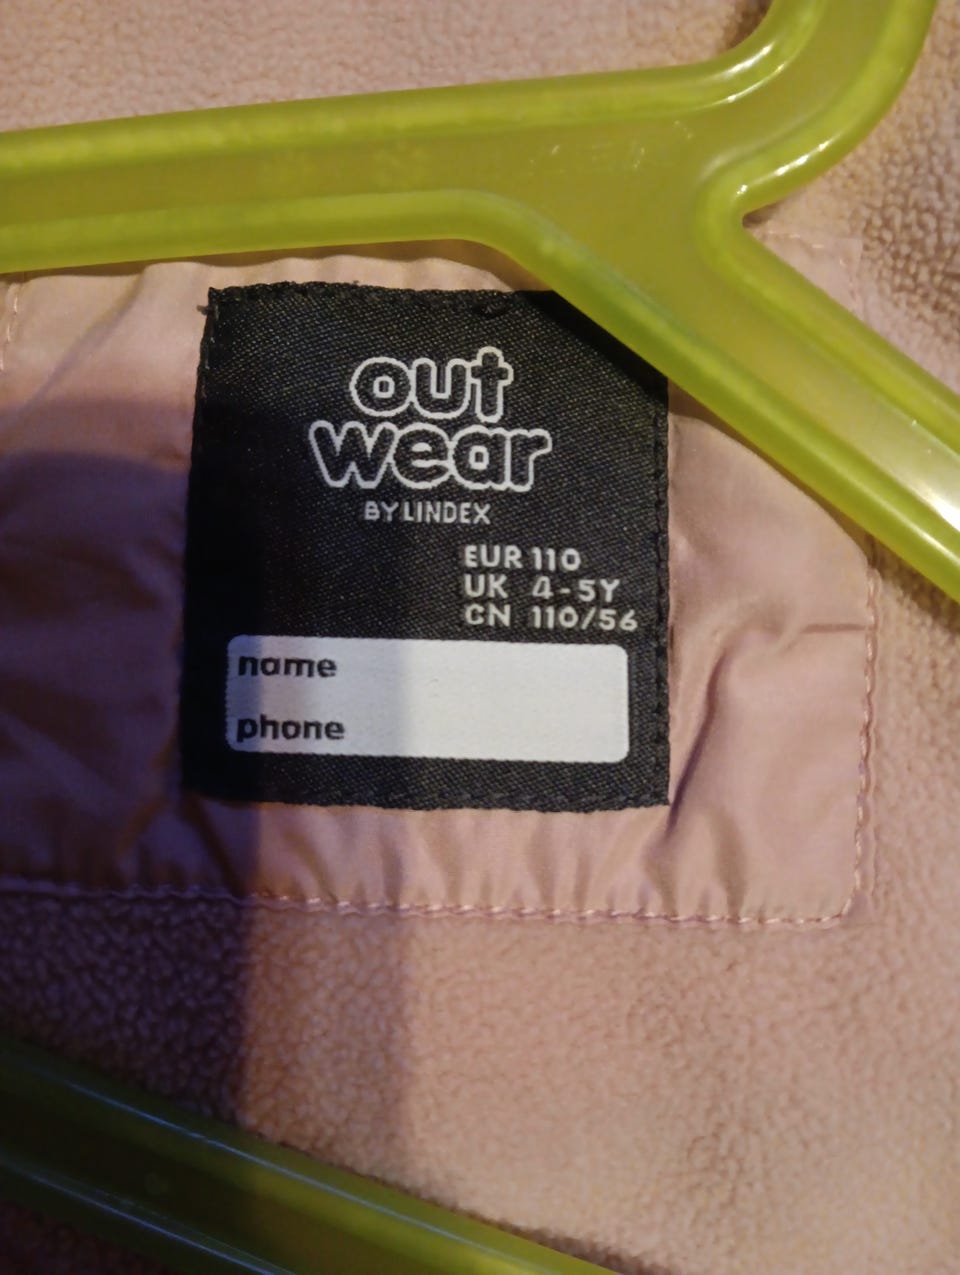 out
wear
BY LINDEX
EUR 110
UK 4-5Y
CN 110/56
name
phone